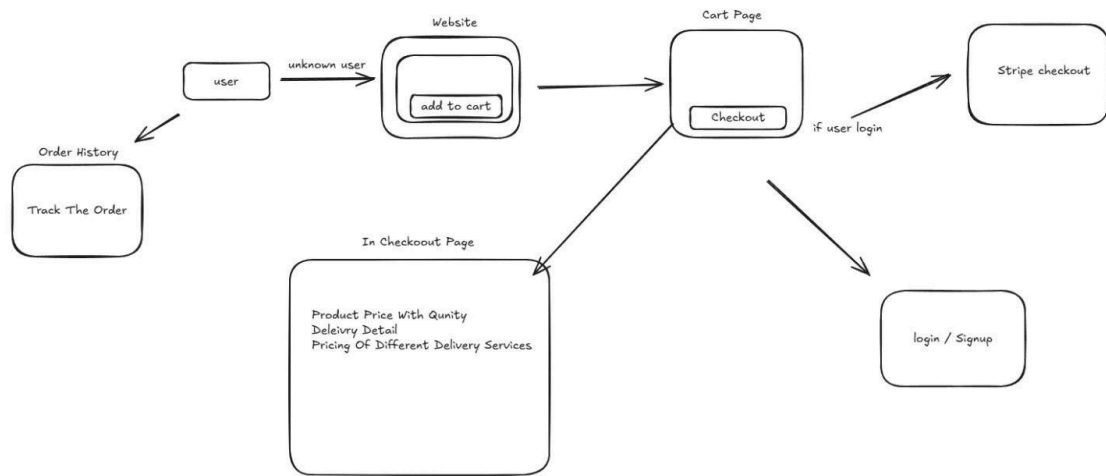 Website
Cart Page
unknown user
user
add to cart
Checkout
if user login
Stripe checkout
Order History
Track The Order
In Checkoout Page
Product Price With Qunity
Deleivry Detail
Pricing Of Different Delivery Services
login / Signup